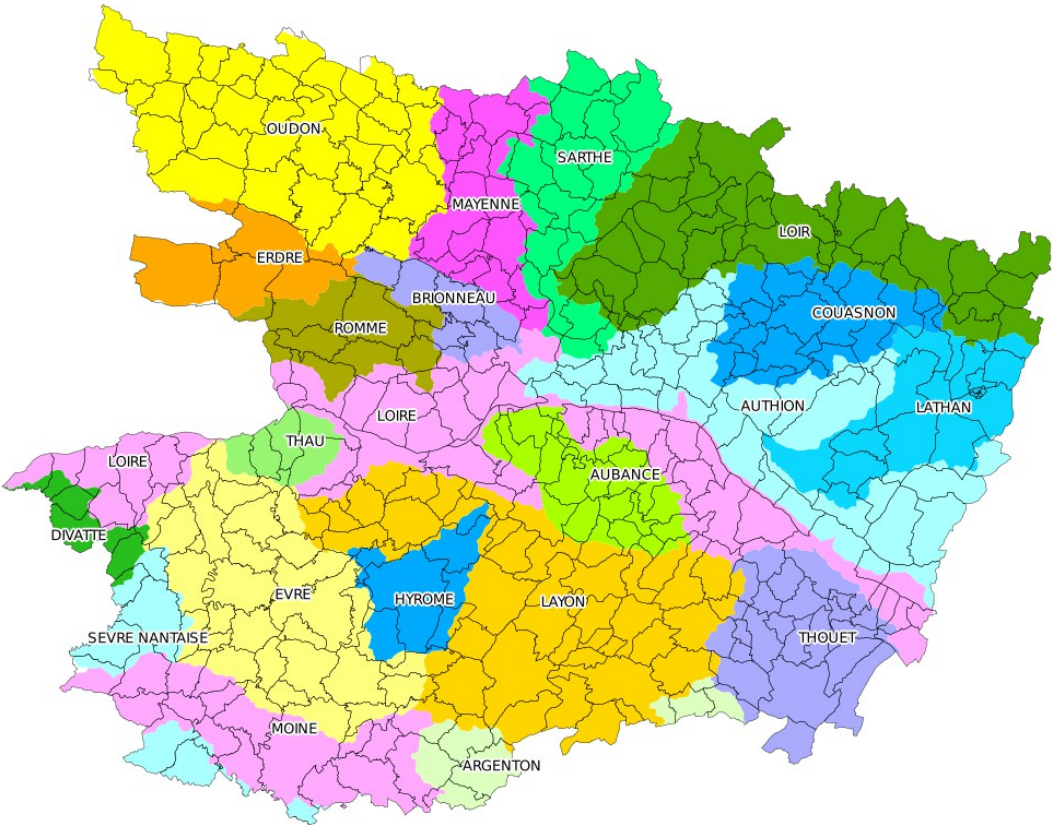 OUDON
SARTHE
MAYENNE
LOIR
ERDRE
BRIONNEAU
COUASNON
ROMME
AUTHION
LATHAN
LOIRE
THAU
LOIRE
AUBANCE
DIVATTE
EVRE
HYROME
LAYON
SEVRE NANTAISE
THOUET
MOINE
ARGENTON